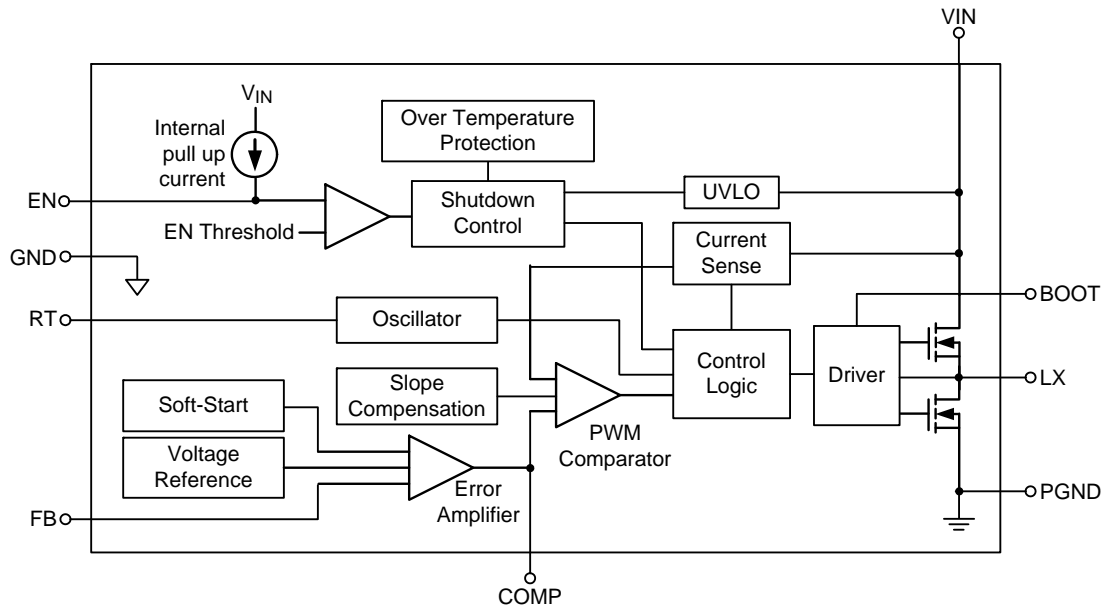 VIN
VIN
Internal
pull up
current
Over Temperature
Protection
EN
Shutdown
Control
UVLO
EN Threshold
Current
Sense
GND
BOOT
RT
Oscillator
Control
Logic
Driver
LX
Soft-Start
Slope
Compensation
PWM
Comparator
Voltage
Reference
Error
Amplifier
FB
PGND
COMP